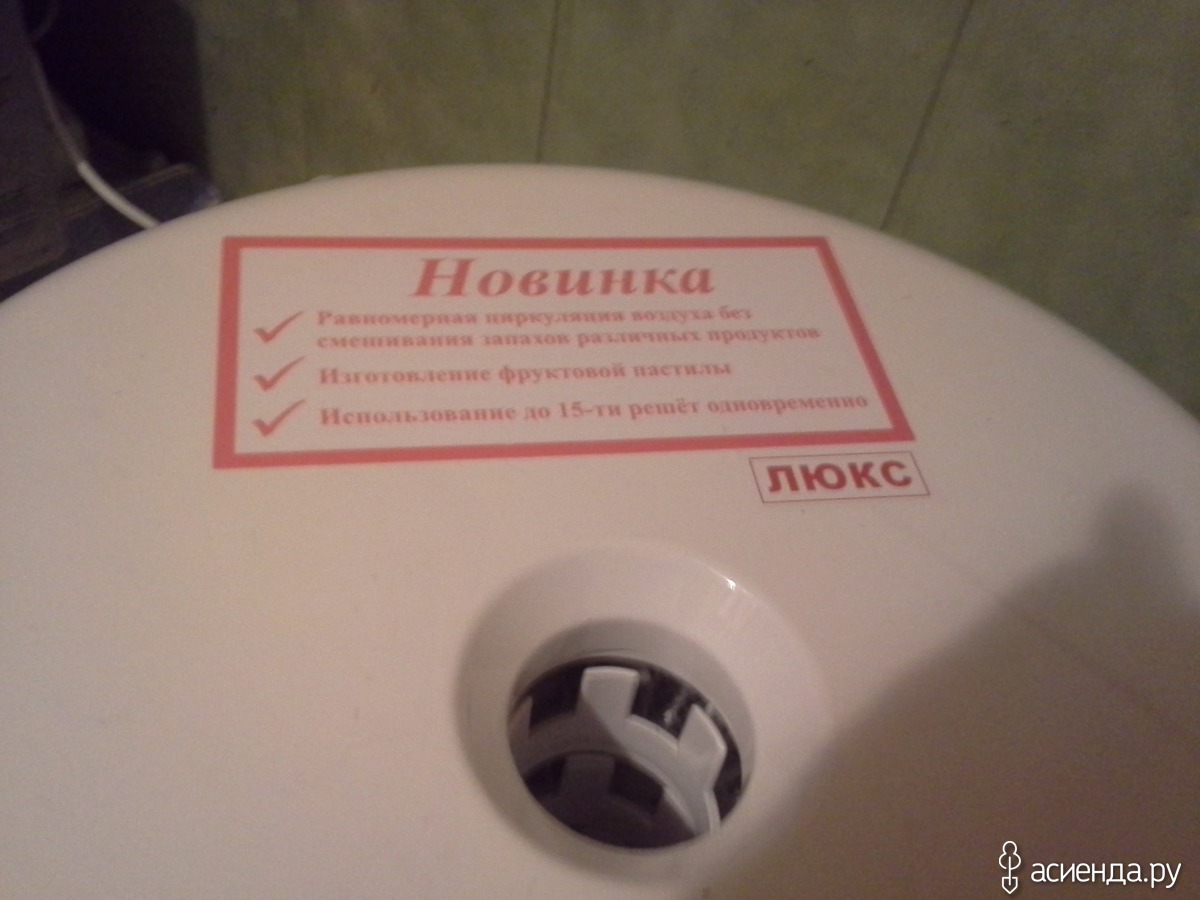 Новинка
Равномерная циркуляция воздуха без
смешивания запахов различных продуктов
Изготовление фруктовой пастилы
Использование до 15-ти решёт одновременно
ЛЮКС
асиенда.ру